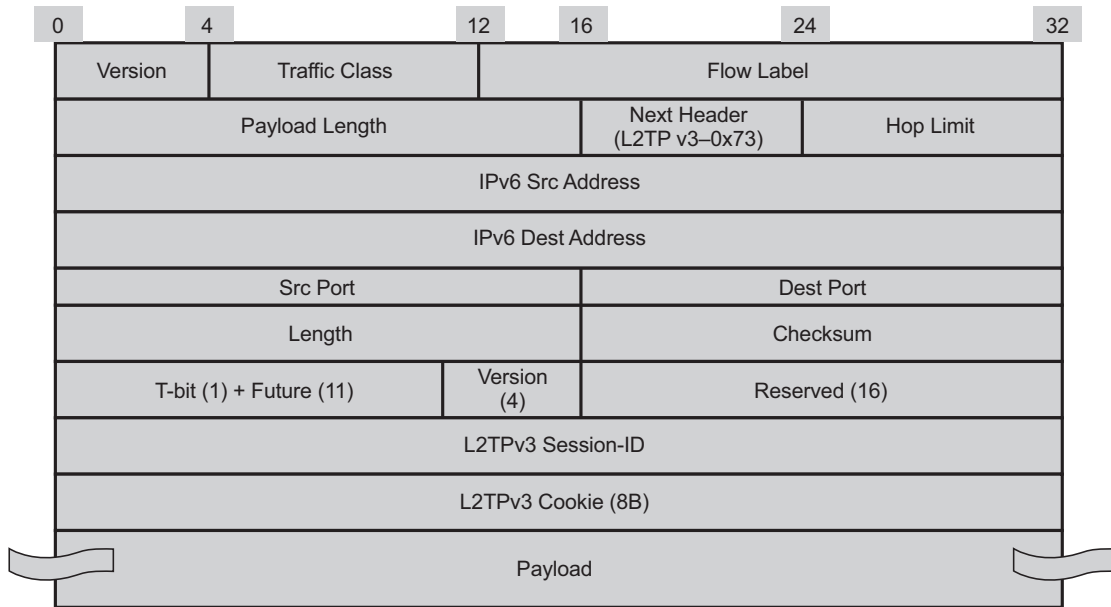 0 4 12 16 24 32
Version Traffic Class Flow Label
Payload Length Next Header Hop Limit
(L2TP v3–0x73)
IPv6 Src Address
IPv6 Dest Address
Src Port Dest Port
Length Checksum
T-bit (1) + Future (11) Version Reserved (16)
(4)
L2TPv3 Session-ID
L2TPv3 Cookie (8B)
Payload